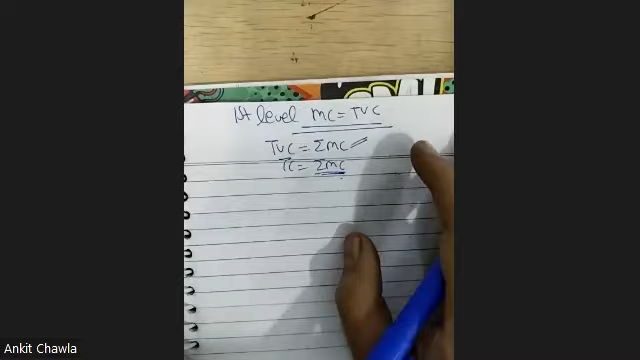 1st level mc = TVC
TVC = Σmc
TC = Σmc
Ankit Chawla